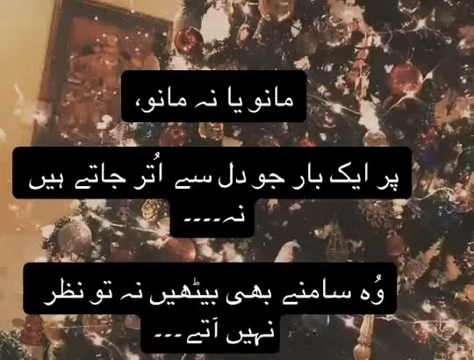 مانو یا نہ مانو،
پر ایک بار جو دل سے اُتر جاتے ہیں
نہ۔۔۔۔
وُہ سامنے بھی بیٹھیں نہ تو نظر
نہیں اَتے۔۔۔